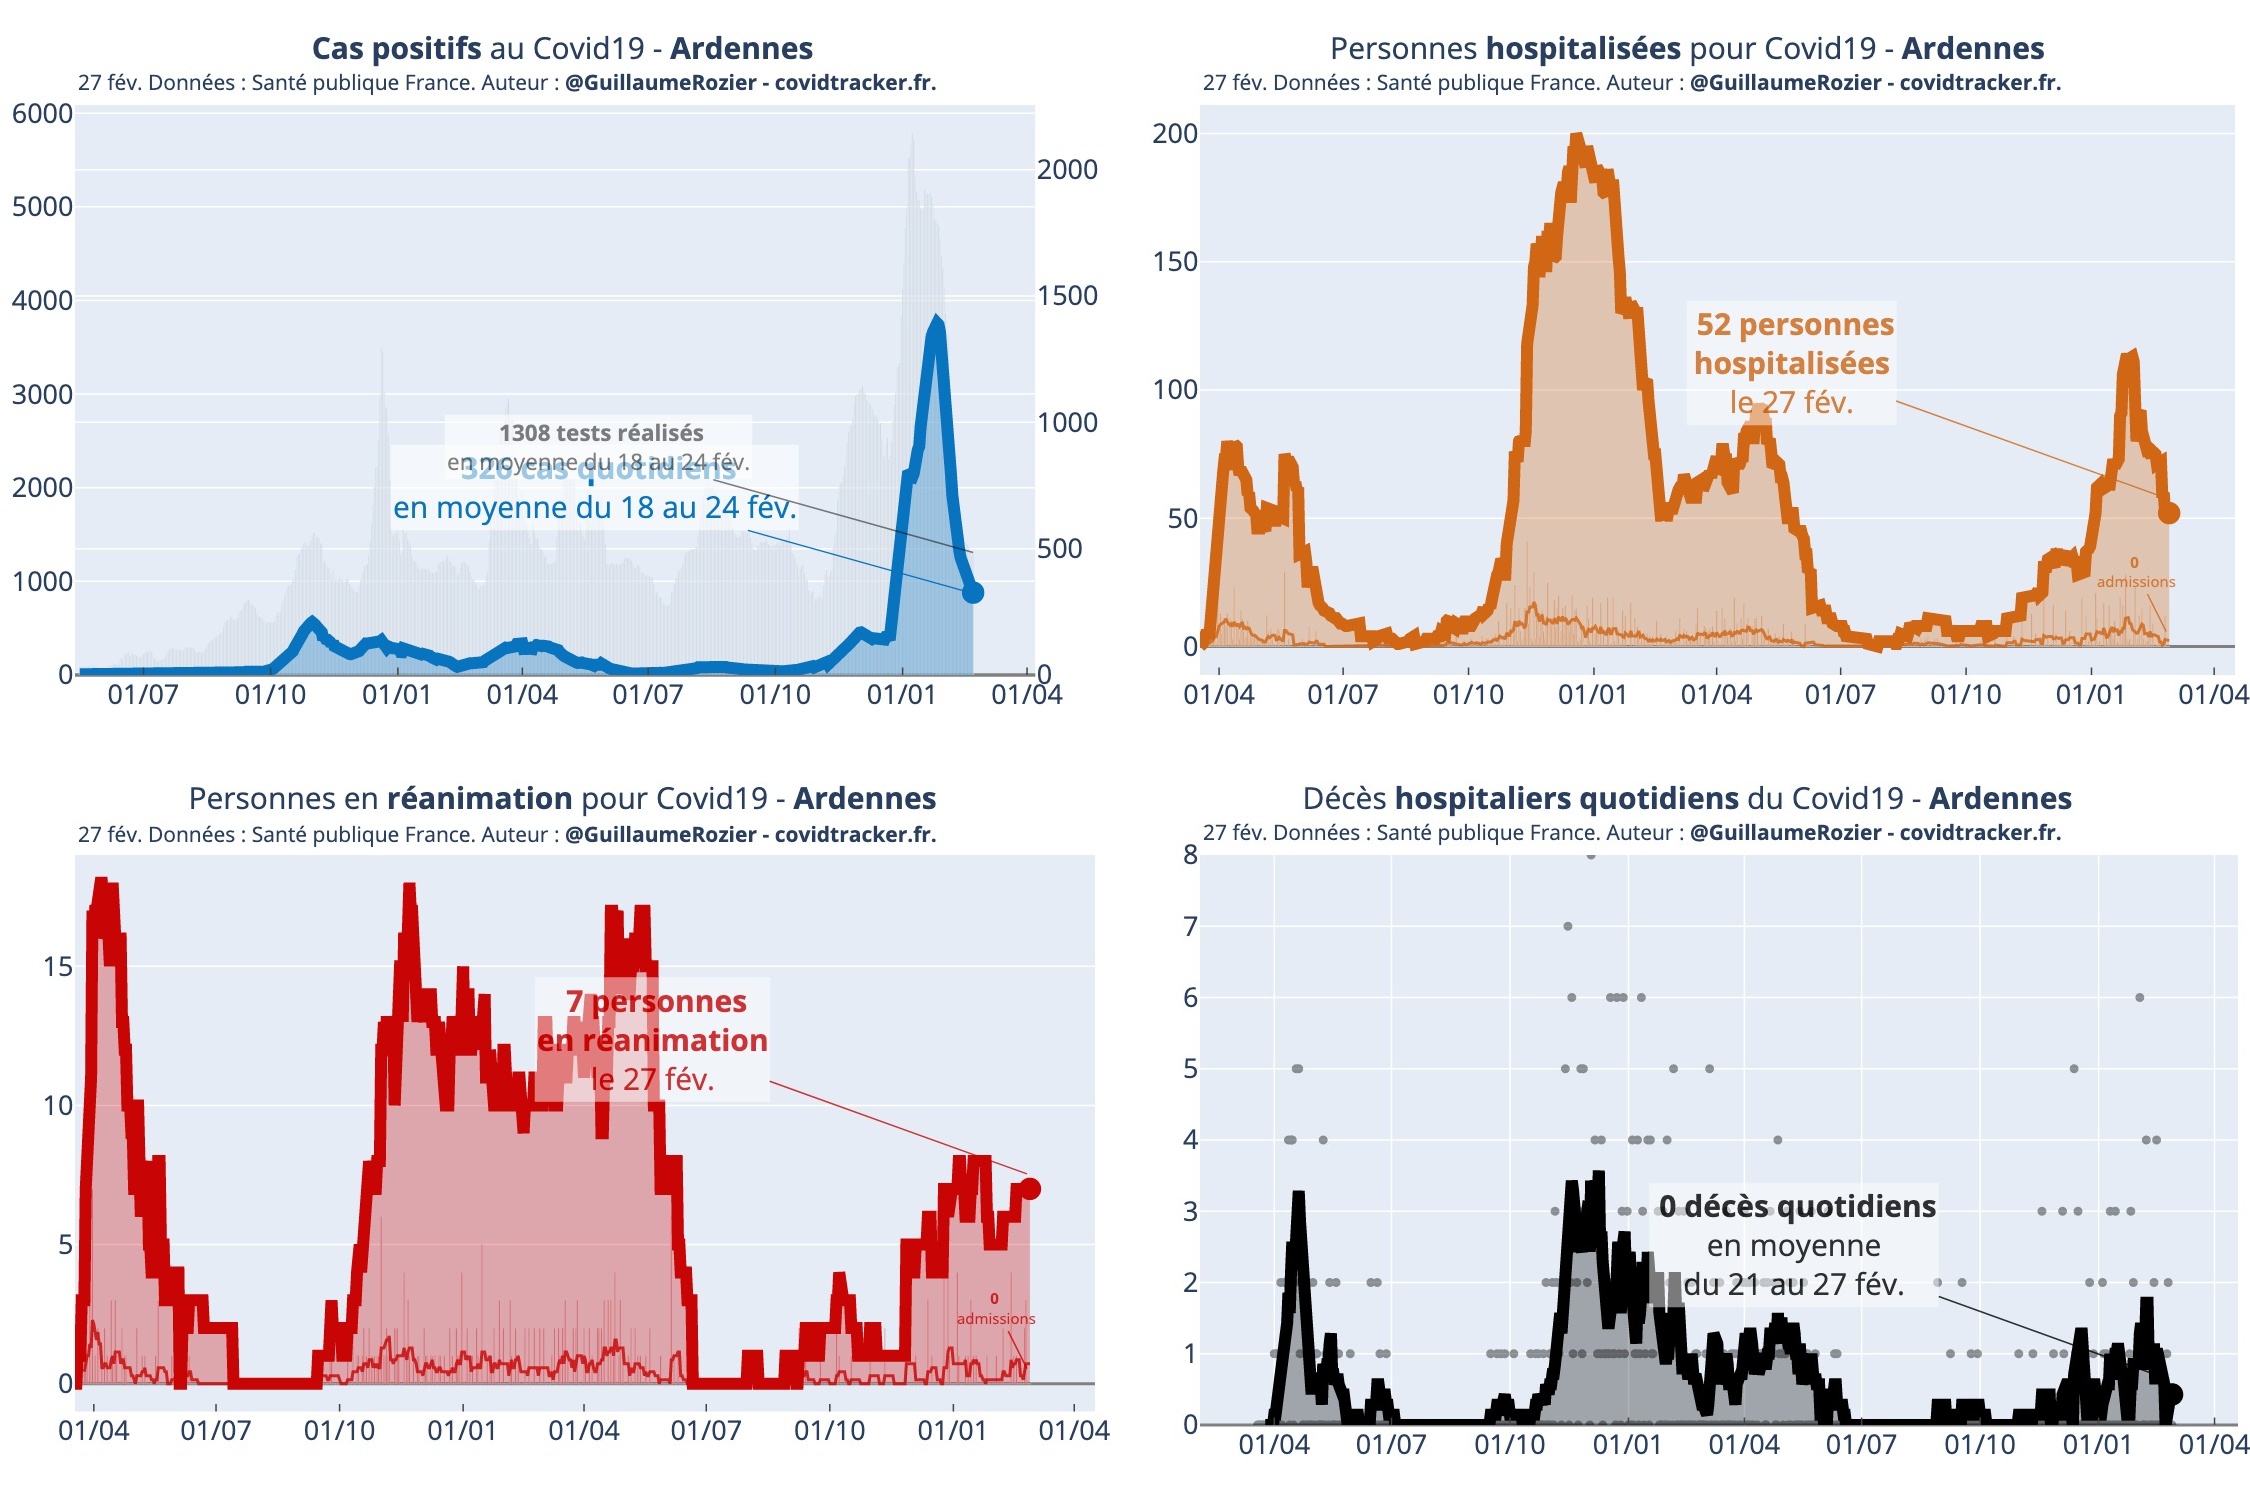 Cas positifs au Covid19 - Ardennes
27 fév. Données : Santé publique France. Auteur : @GuillaumeRozier - covidtracker.fr.
6000
5000
4000
3000
2000
1000
0
2000
1500
1000
500
0
1308 tests réalisés
en moyenne du 18 au 24 fév.
320 cas quotidiens
en moyenne du 18 au 24 fév.
01/07
01/10
01/01
01/04
01/07
01/10
01/01
01/04
Personnes hospitalisées pour Covid19 - Ardennes
27 fév. Données : Santé publique France. Auteur : @GuillaumeRozier - covidtracker.fr.
200
150
100
50
0
52 personnes
hospitalisées
le 27 fév.
0
admissions
01/04
01/07
01/10
01/01
01/04
01/07
01/10
01/01
01/04
Personnes en réanimation pour Covid19 - Ardennes
27 fév. Données : Santé publique France. Auteur : @GuillaumeRozier - covidtracker.fr.
15
10
5
0
7 personnes
en réanimation
le 27 fév.
0
admissions
01/04
01/07
01/10
01/01
01/04
01/07
01/10
01/01
01/04
Décès hospitaliers quotidiens du Covid19 - Ardennes
27 fév. Données : Santé publique France. Auteur : @GuillaumeRozier - covidtracker.fr.
8
7
6
5
4
3
2
1
0
0 décès quotidiens
en moyenne
du 21 au 27 fév.
01/04
01/07
01/10
01/01
01/04
01/07
01/10
01/01
01/04